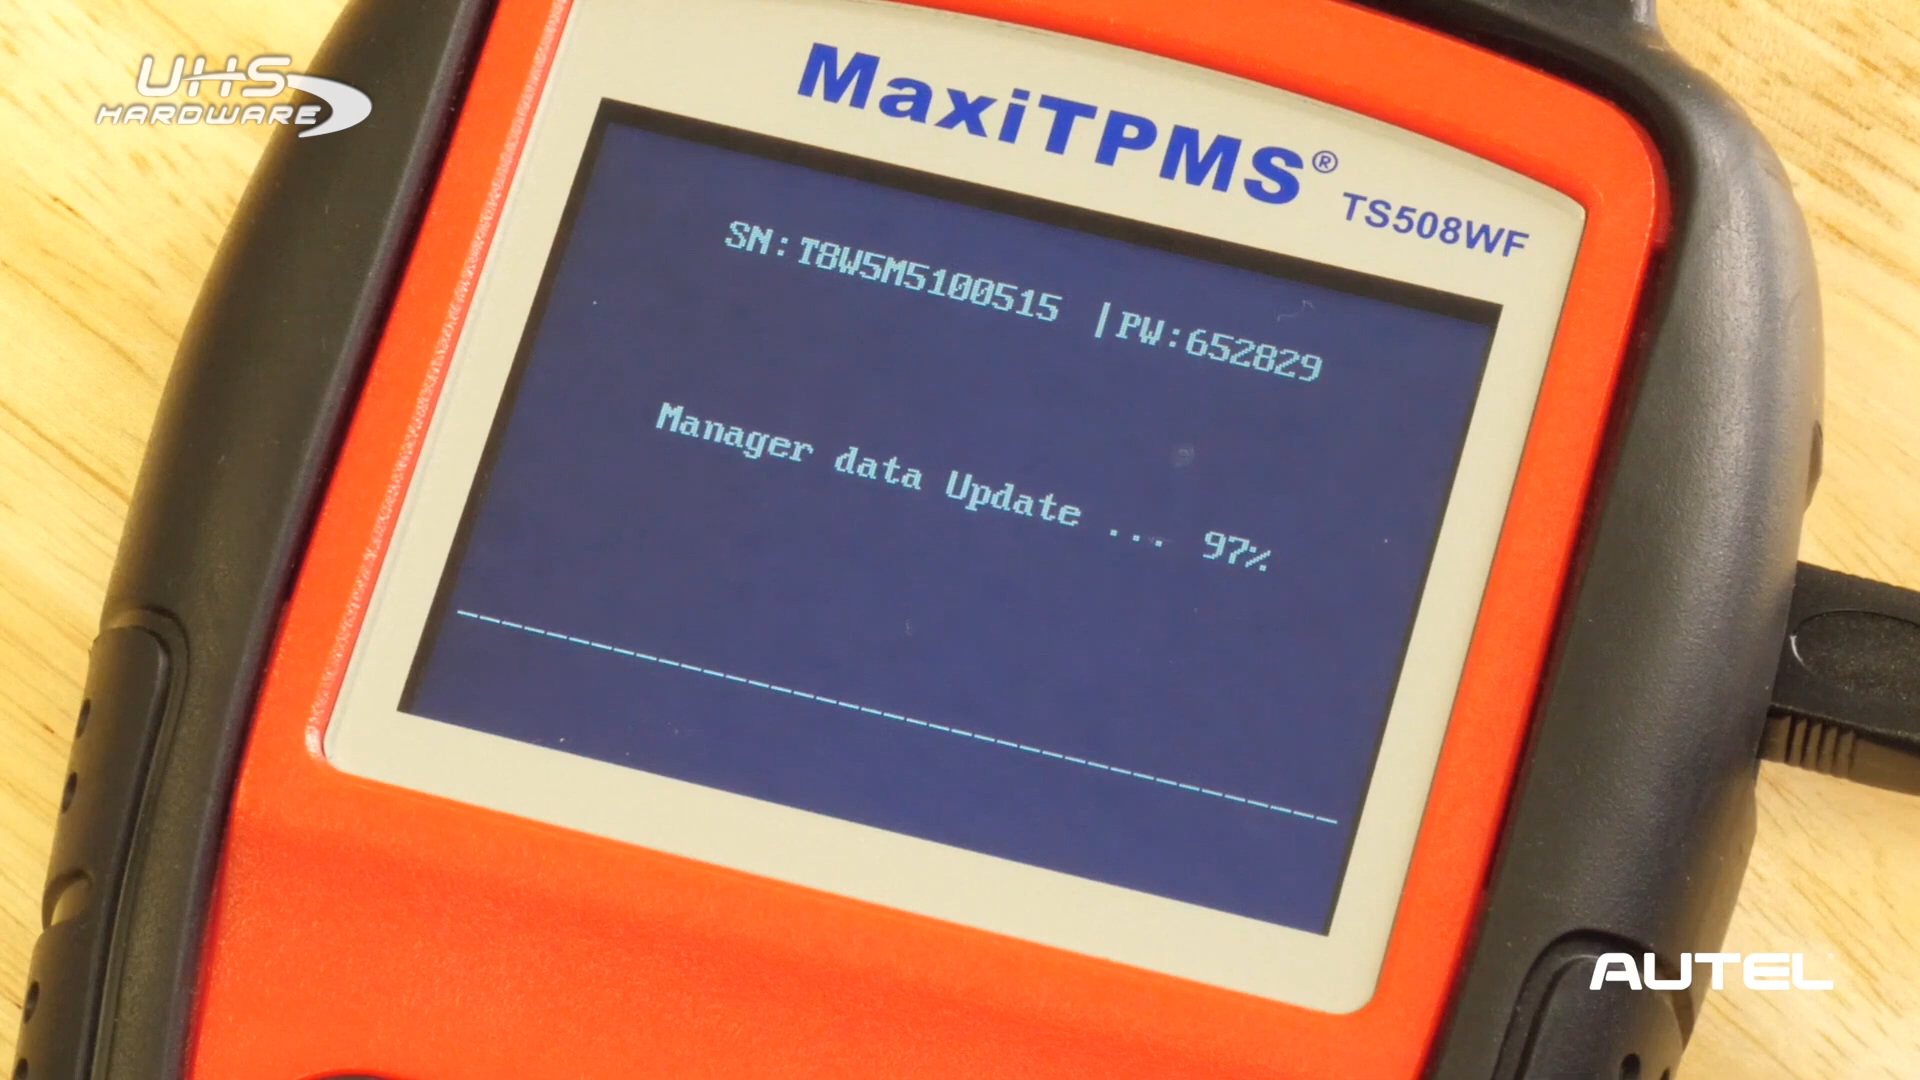 UHS
HARDWARE
MaxiTPMS®
TS508WF
SN:T8W5M5100515 |PW:652829
Manager data Update ... 97%
AUTEL